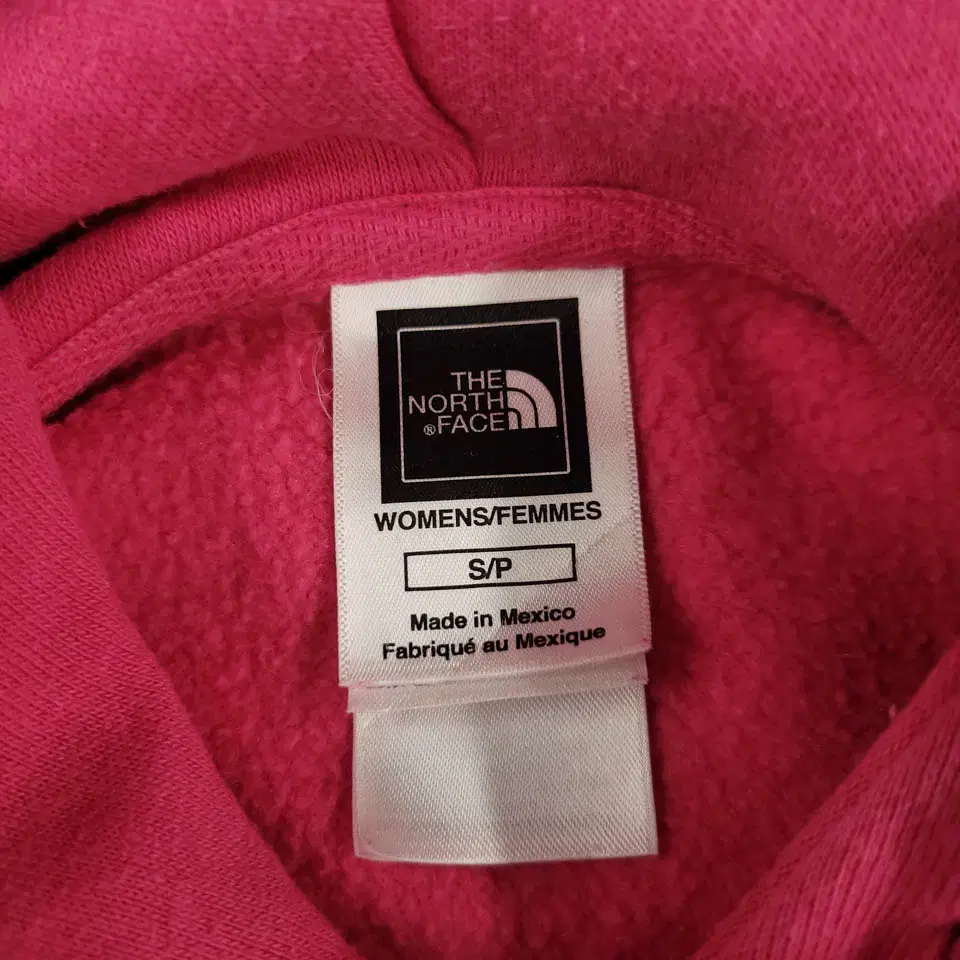 THE
NORTH
®FACE
WOMENS/FEMMES
S/P
Made in Mexico
Fabriqué au Mexique